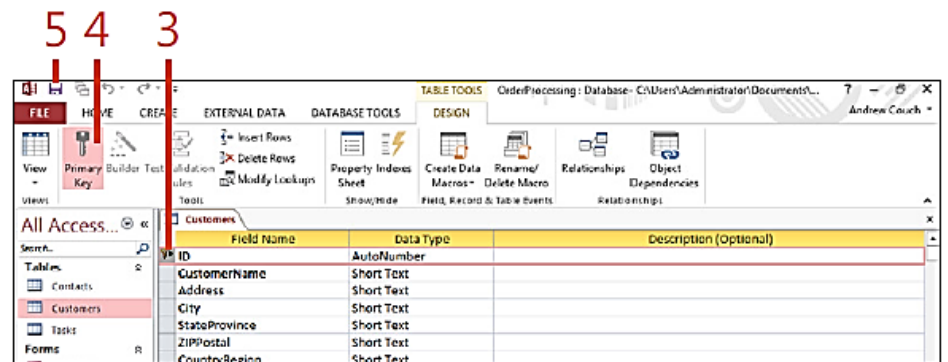 5 4 3
TABLE TOOLS OrderProcessing : Database- C:\Users\Administrator\Documents\... ?
FILE HOME CREATE EXTERNAL DATA DATABASE TOOLS DESIGN Andrew Couch
View Primary Key Builder Test Validation Rules
Insert Rows
Delete Rows
Modify Lookups
Property Sheet Indexes
Create Data Macros Rename/ Delete Macro
Relationships Object Dependencies
Views Tools Show/Hide Field, Record & Table Events Relationships
All Access...
Search..
Tables
Contacts
Customers
Tasks
Forms
Customers
Field Name Data Type Description (Optional)
ID AutoNumber
CustomerName Short Text
Address Short Text
City Short Text
StateProvince Short Text
ZIPPostal Short Text
CountryRegion Short Text